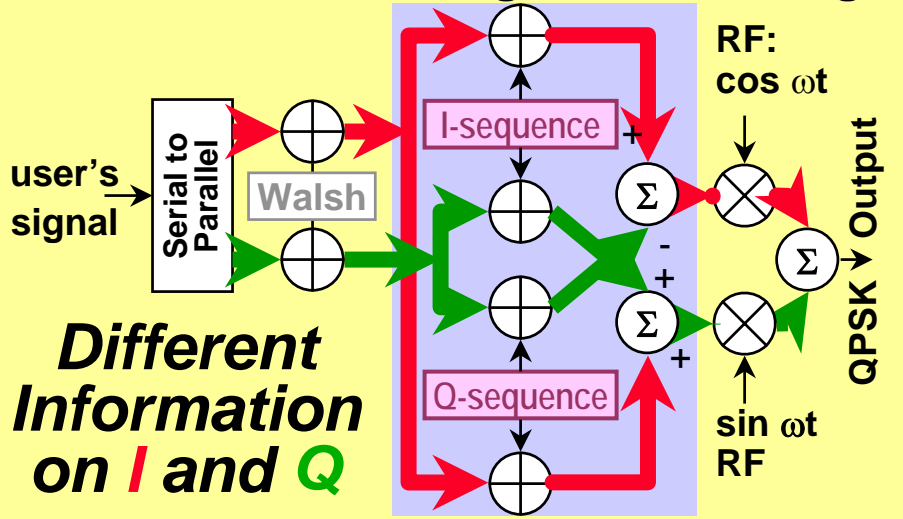 RF:
cos ωt
I-sequence
+
user's
signal
Serial to
Parallel
Walsh
Σ
-
+
Σ
+
Σ
QPSK Output
Q-sequence
sin ωt
RF
Different
Information
on I and Q